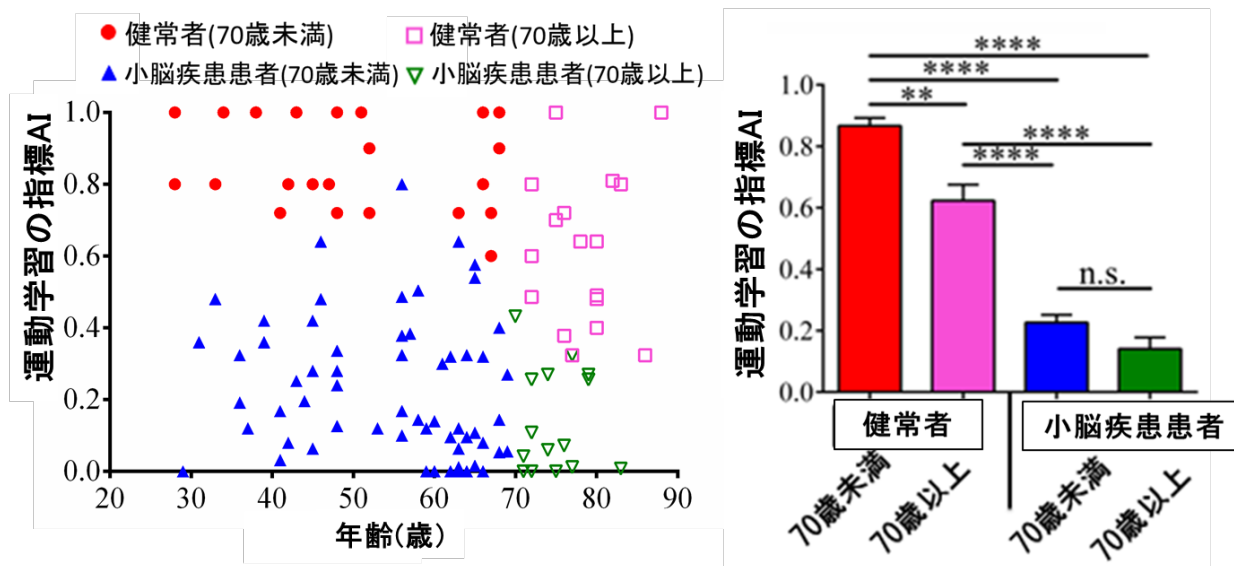 健常者(70歳未満)
健常者(70歳以上)
小脳疾患患者(70歳未満)
小脳疾患患者(70歳以上)
運動学習の指標AI
1.0
0.8
0.6
0.4
0.2
0.0
20 30 40 50 60 70 80 90
年齢(歳)
運動学習の指標AI
1.0
0.8
0.6
0.4
0.2
0.0
****
****
**
****
****
n.s.
健常者
小脳疾患患者
70歳未満
70歳以上
70歳未満
70歳以上